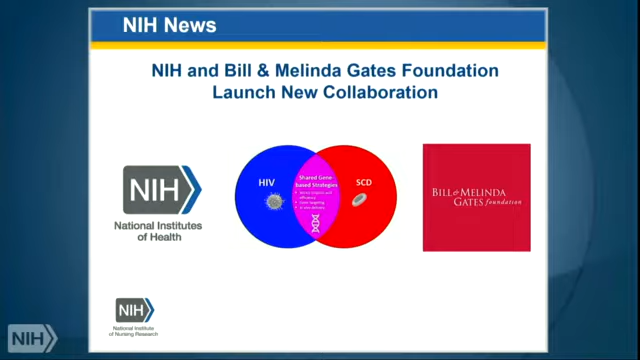 NIH News
NIH and Bill & Melinda Gates Foundation
Launch New Collaboration
NIH
National Institutes
of Health
HIV
Shared Gene-
based Strategies
SCD
BILL & MELINDA
GATES foundation
NIH
National Institute
of Nursing Research
NIH